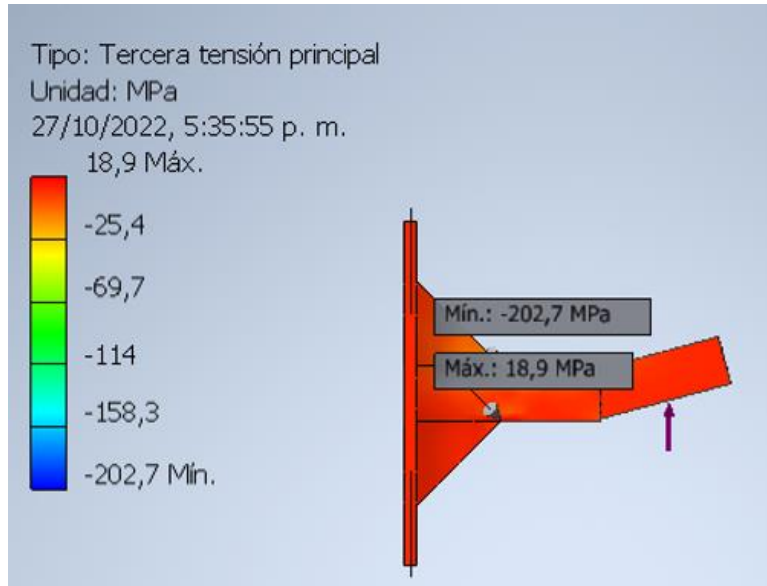 Tipo: Tercera tensión principal
Unidad: MPa
27/10/2022, 5:35:55 p. m.
18,9 Máx.
-25,4
-69,7
-114
-158,3
-202,7 Mín.
Mín.: -202,7 MPa
Máx.: 18,9 MPa